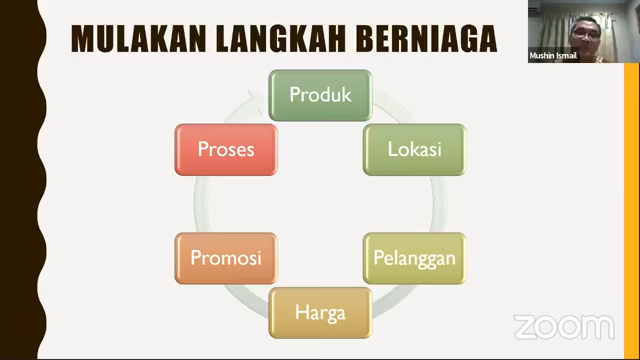 MULAKAN LANGKAH BERNIAGA
Mushin Ismail
Produk
Lokasi
Pelanggan
Harga
Promosi
Proses
zoom